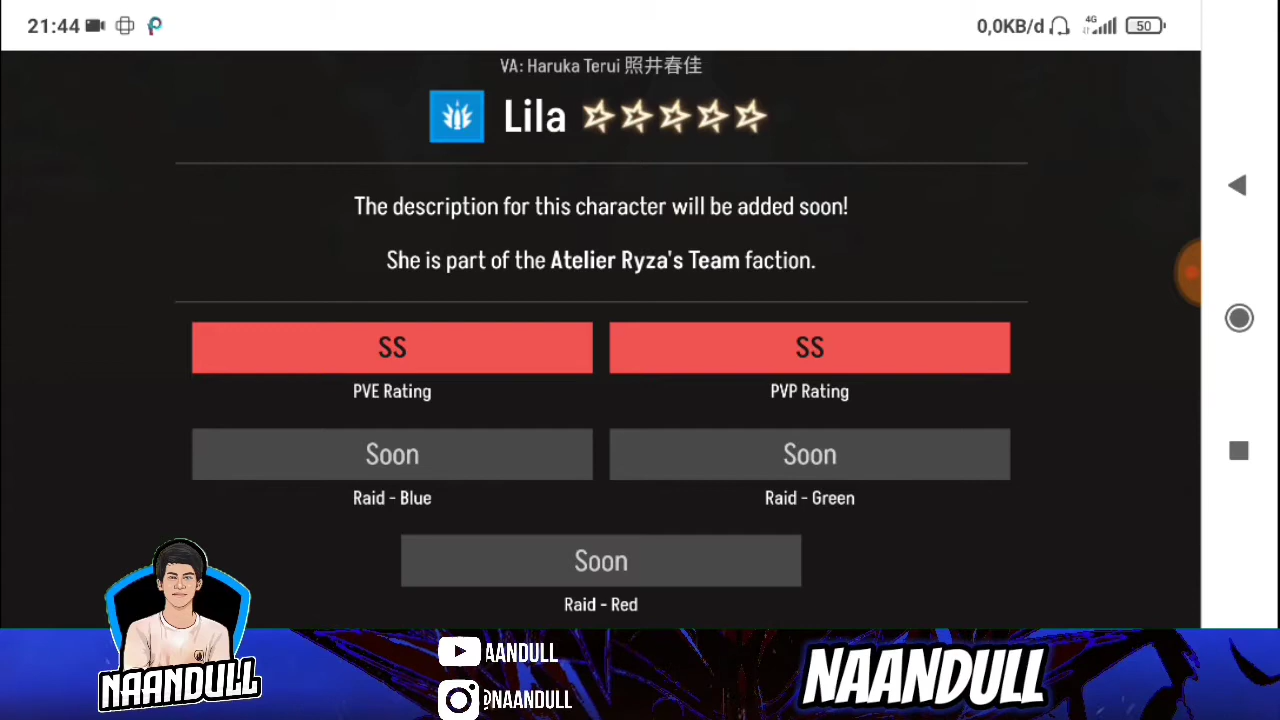 21:44
0,0KB/d 4G 50
VA: Haruka Terui 照井春佳
Lila
The description for this character will be added soon!
She is part of the Atelier Ryza's Team faction.
SS SS
PVE Rating PVP Rating
Soon Soon
Raid - Blue Raid - Green
Soon
Raid - Red
NAANDULL
AANDULL
@NAANDULL
NAANDULL